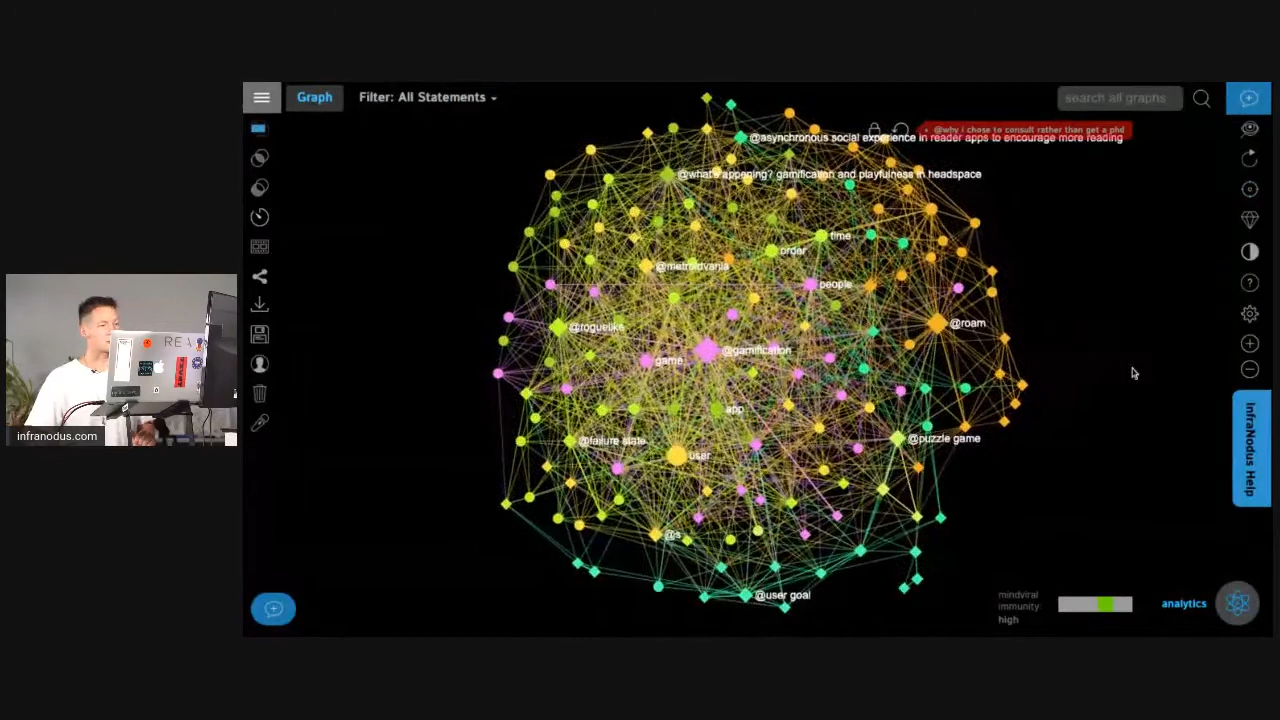 Graph
Filter: All Statements
search all graphs
@why i chose to consult rather than get a phd
@asynchronous social experience in reader apps to encourage more reading
@what's appening? gamification and playfulness in headspace
time
order
@metroidvania
people
@roguelike
@roam
game
@gamification
app
@failure state
@puzzle game
user
@s
@user goal
REA
infranodus.com
InfraNodus Help
mindviral
immunity
high
analytics